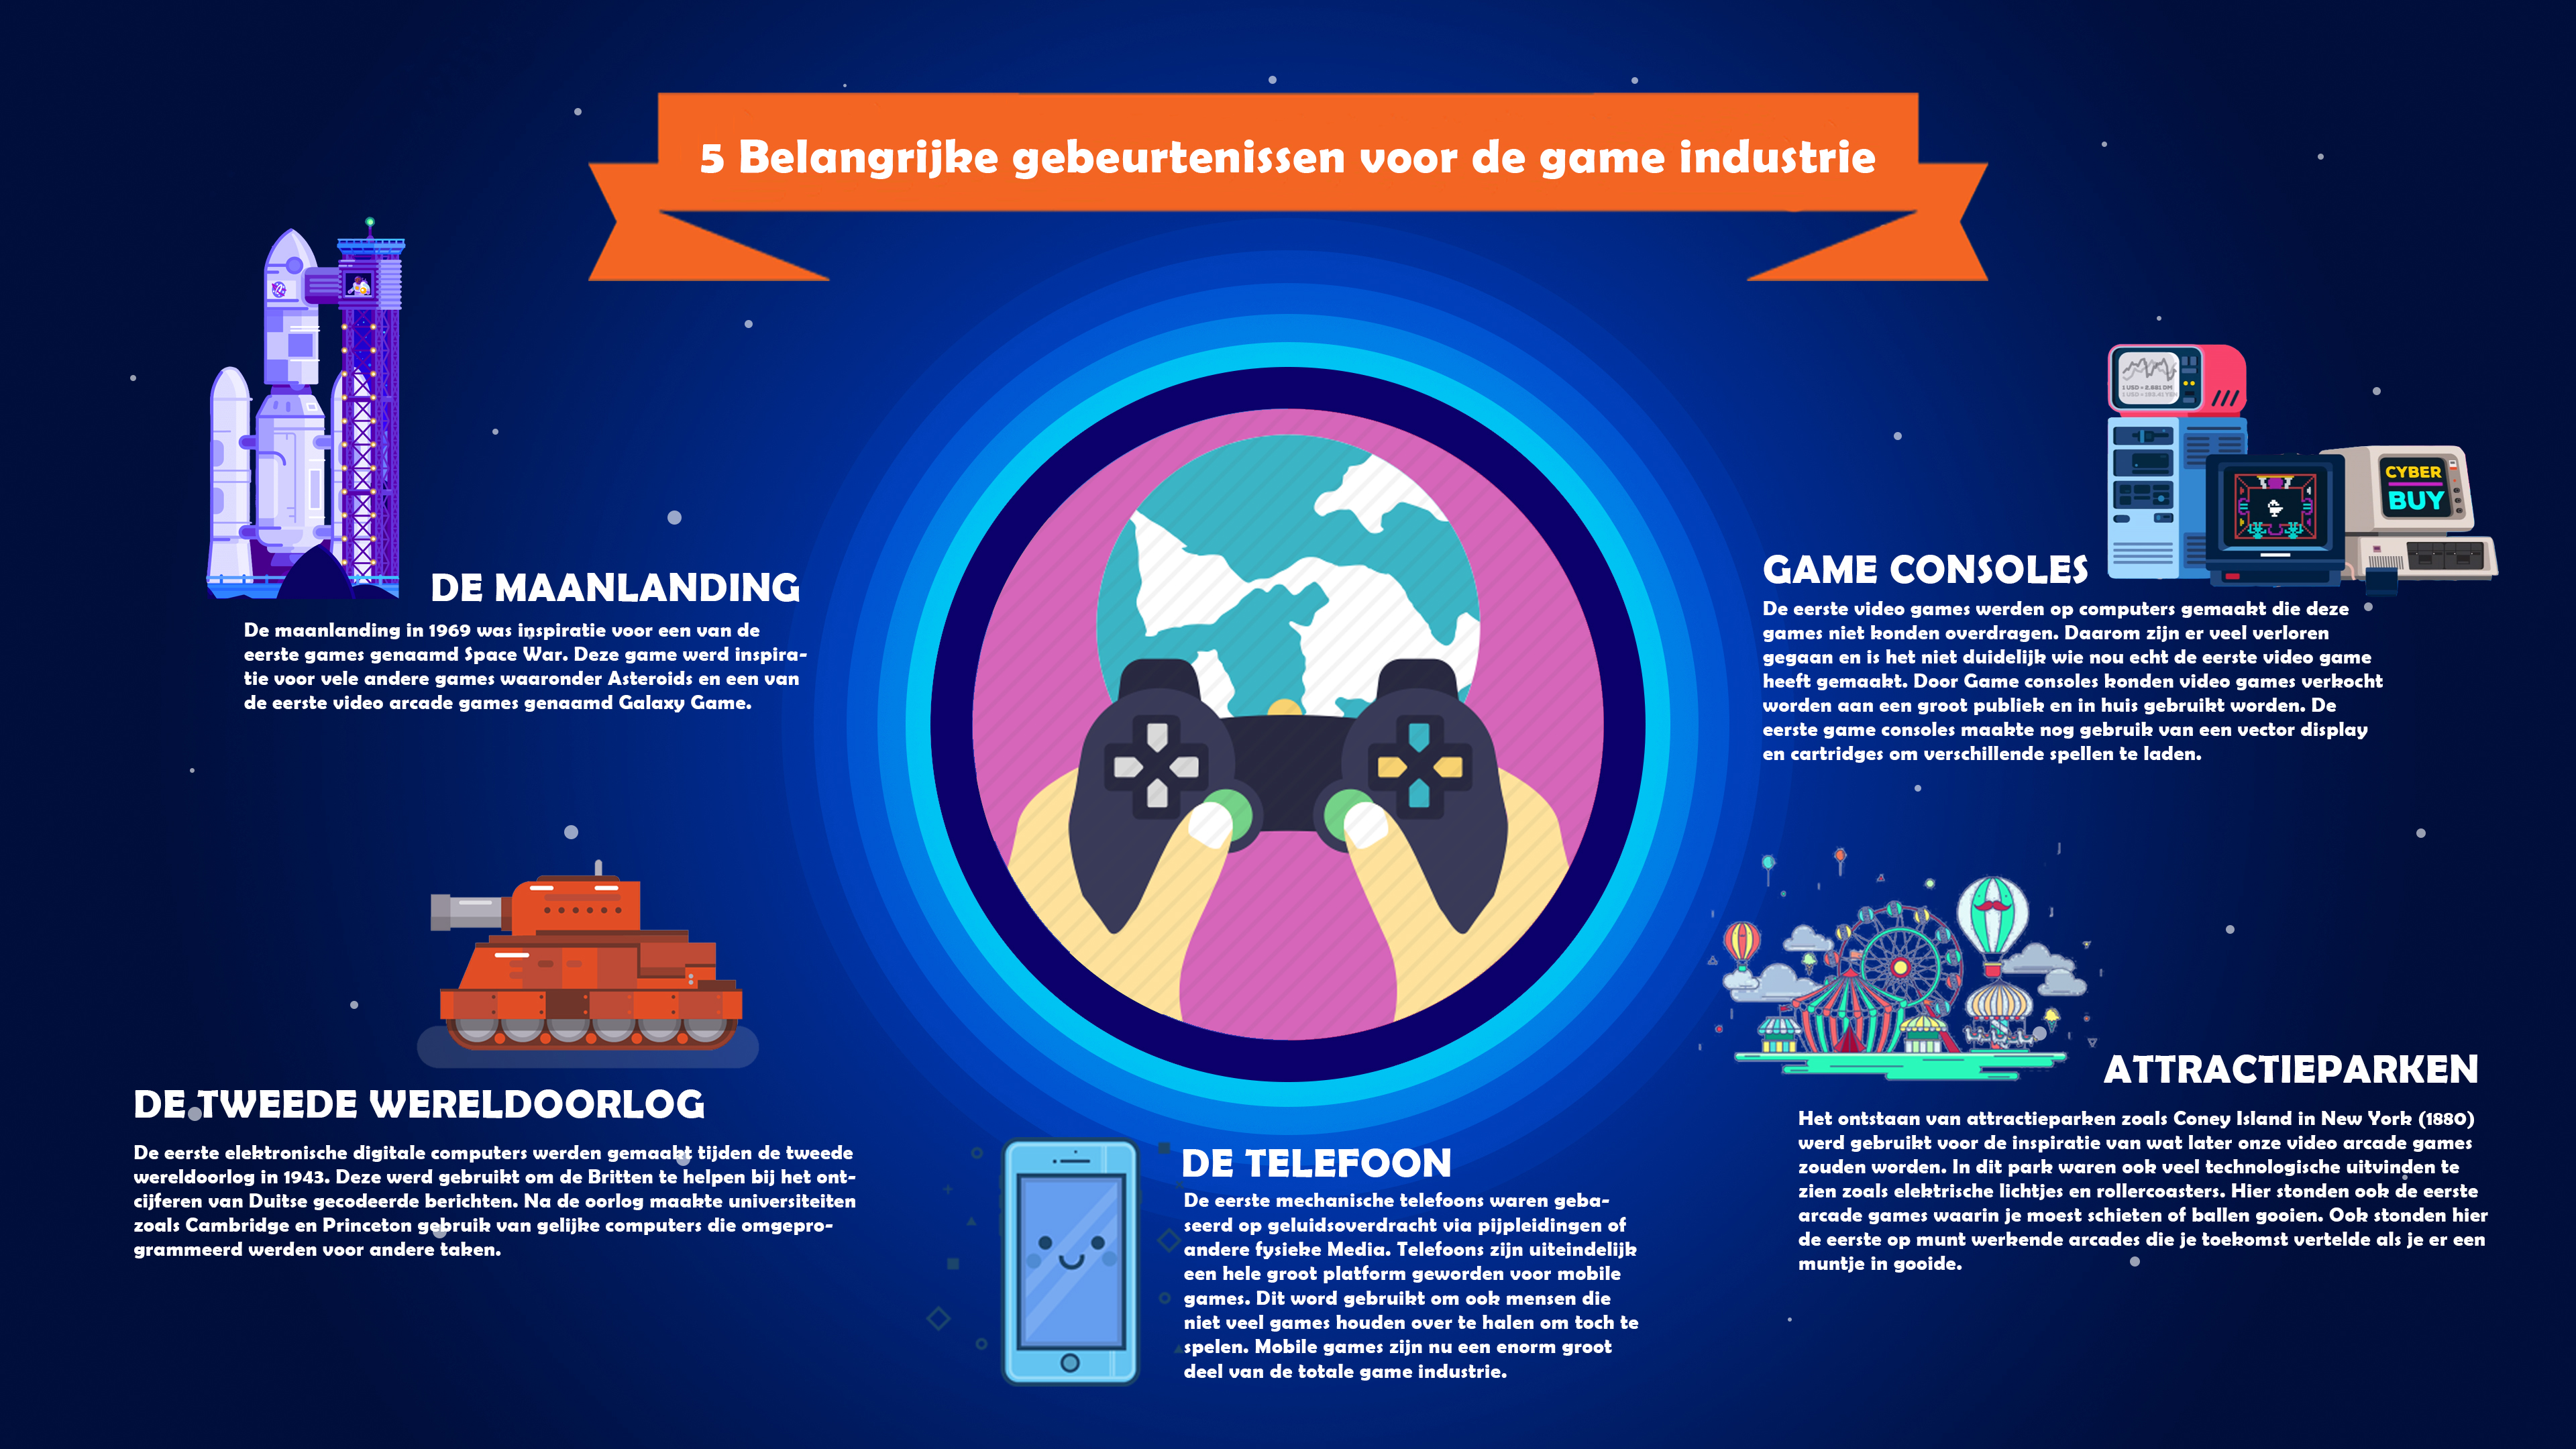 5 Belangrijke gebeurtenissen voor de game industrie
DE MAANLANDING
De maanlanding in 1969 was inspiratie voor een van de
eerste games genaamd Space War. Deze game werd inspira-
tie voor vele andere games waaronder Asteroids en een van
de eerste video arcade games genaamd Galaxy Game.
DE TWEEDE WERELDOORLOG
De eerste elektronische digitale computers werden gemaakt tijden de tweede
wereldoorlog in 1943. Deze werd gebruikt om de Britten te helpen bij het ont-
cijferen van Duitse gecodeerde berichten. Na de oorlog maakte universiteiten
zoals Cambridge en Princeton gebruik van gelijke computers die omgepro-
grammeerd werden voor andere taken.
DE TELEFOON
De eerste mechanische telefoons waren geba-
seerd op geluidsoverdracht via pijpleidingen of
andere fysieke Media. Telefoons zijn uiteindelijk
een hele groot platform geworden voor mobile
games. Dit word gebruikt om ook mensen die
niet veel games houden over te halen om toch te
spelen. Mobile games zijn nu een enorm groot
deel van de totale game industrie.
1 USD = 2.881 DM
CYBER
BUY
GAME CONSOLES
De eerste video games werden op computers gemaakt die deze
games niet konden overdragen. Daarom zijn er veel verloren
gegaan en is het niet duidelijk wie nou echt de eerste video game
heeft gemaakt. Door Game consoles konden video games verkocht
worden aan een groot publiek en in huis gebruikt worden. De
eerste game consoles maakte nog gebruik van een vector display
en cartridges om verschillende spellen te laden.
ATTRACTIEPARKEN
Het ontstaan van attractieparken zoals Coney Island in New York (1880)
werd gebruikt voor de inspiratie van wat later onze video arcade games
zouden worden. In dit park waren ook veel technologische uitvinden te
zien zoals elektrische lichtjes en rollercoasters. Hier stonden ook de eerste
arcade games waarin je moest schieten of ballen gooien. Ook stonden hier
de eerste op munt werkende arcades die je toekomst vertelde als je er een
muntje in gooide.